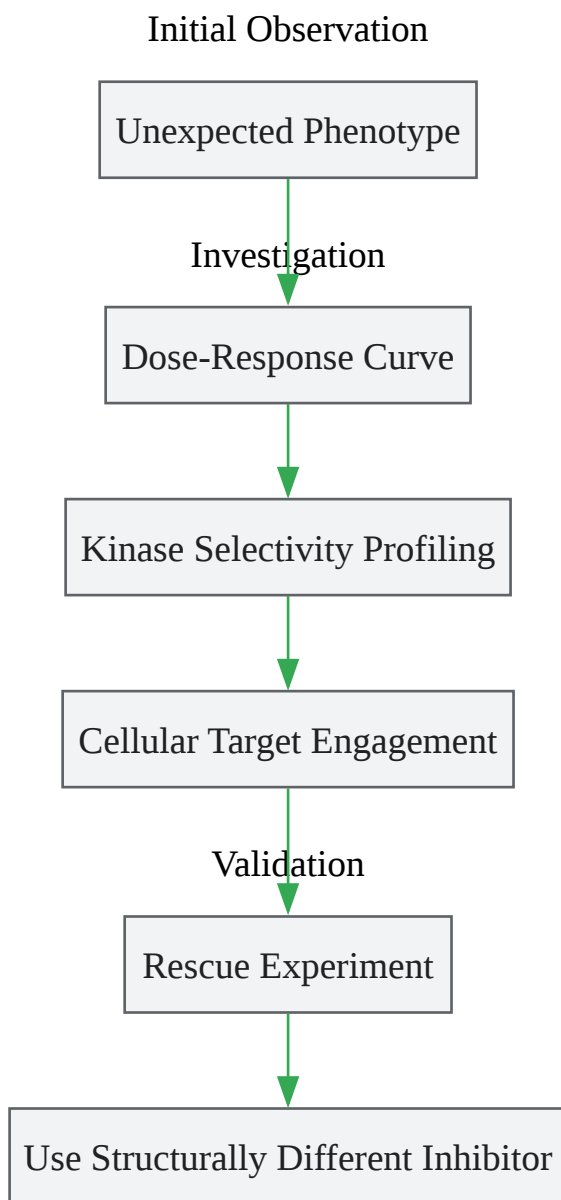 Initial Observation
Unexpected Phenotype
Investigation
Dose-Response Curve
Kinase Selectivity Profiling
Cellular Target Engagement
Validation
Rescue Experiment
Use Structurally Different Inhibitor